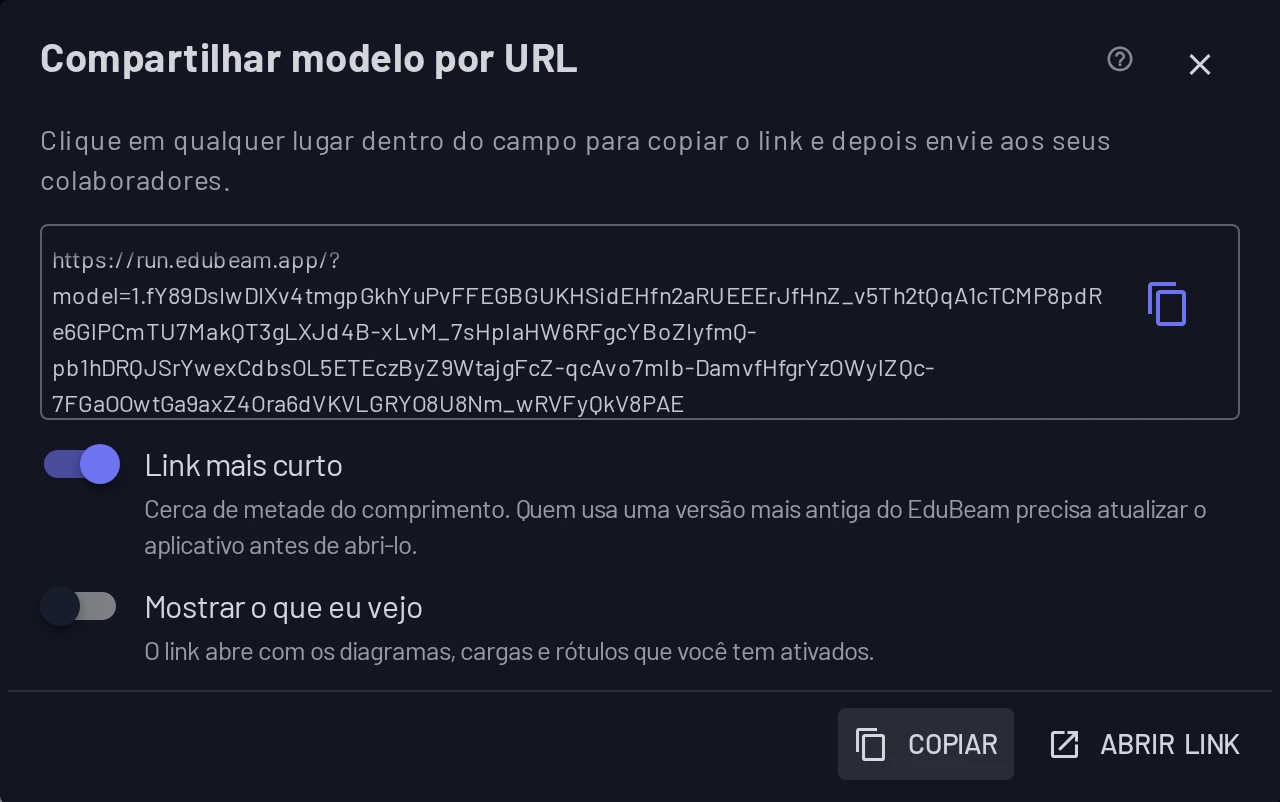 Compartilhar modelo por URL
Clique em qualquer lugar dentro do campo para copiar o link e depois envie aos seus
colaboradores.
https://run.edubeam.app/?
model=1.fY89DsIwDIXv4tmgpGkhYuPvFFEGBGUKHSidEHfn2aRUEEErJfHnZ_v5Th2tQqA1cTCMP8pdR
e6GIPCmTU7MakQT3gLXJd4B-xLvM_7sHpIaHW6RFgcYBoZIyfmQ-
pb1hDRQJSrYwexCdbsOL5ETEczByZ9WtajgFcZ-qcAvo7mIb-DamvfHfgrYzOWyIZQc-
7FGaOOwtGa9axZ4Ora6dVKVLGRYO8U8Nm_wRVFyQkV8PAE
Link mais curto
Cerca de metade do comprimento. Quem usa uma versão mais antiga do EduBeam precisa atualizar o
aplicativo antes de abri-lo.
Mostrar o que eu vejo
O link abre com os diagramas, cargas e rótulos que você tem ativados.
COPIAR
ABRIR LINK